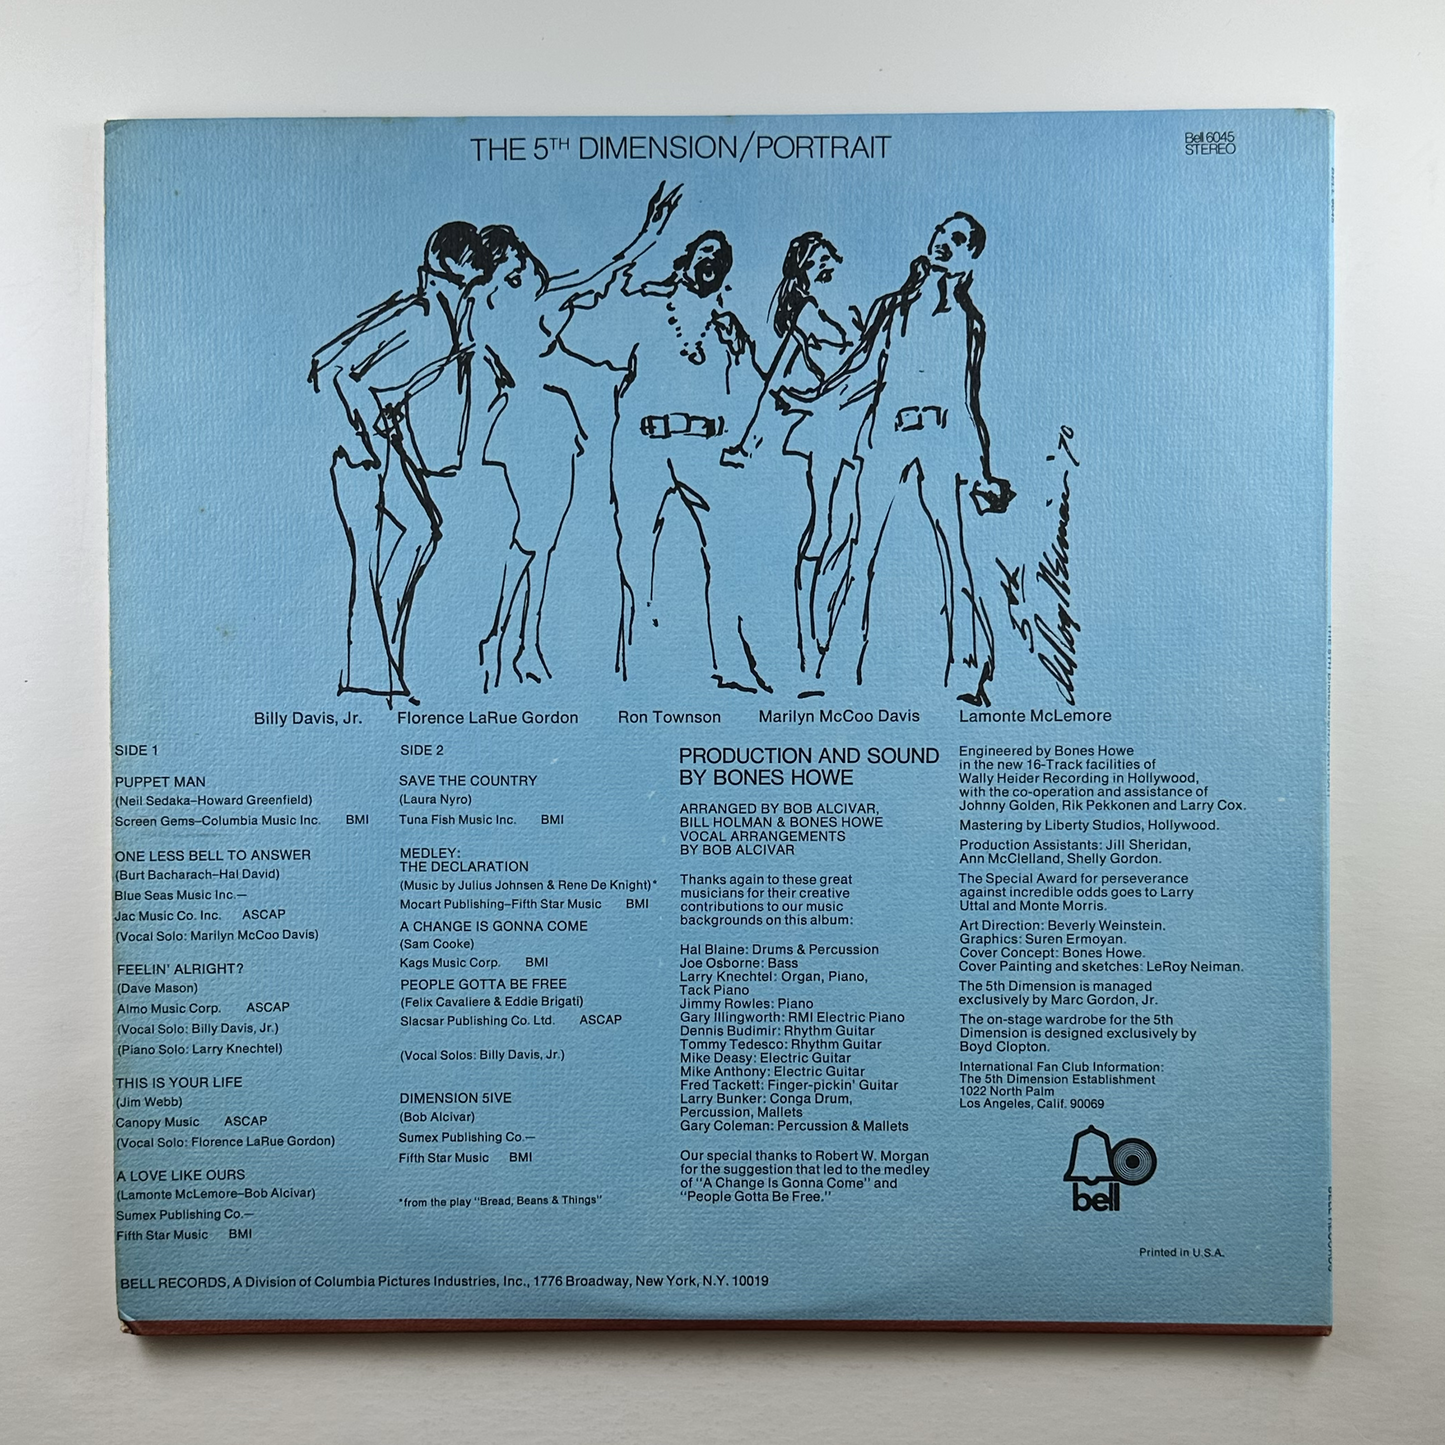 THE 5TH DIMENSION/PORTRAIT
Bell 6045
STEREO
5th
LeRoy Neiman '70
Billy Davis, Jr.
Florence LaRue Gordon
Ron Townson
Marilyn McCoo Davis
Lamonte McLemore
SIDE 1
PUPPET MAN
(Neil Sedaka–Howard Greenfield)
Screen Gems–Columbia Music Inc. BMI
ONE LESS BELL TO ANSWER
(Burt Bacharach–Hal David)
Blue Seas Music Inc.—
Jac Music Co. Inc. ASCAP
(Vocal Solo: Marilyn McCoo Davis)
FEELIN' ALRIGHT?
(Dave Mason)
Almo Music Corp. ASCAP
(Vocal Solo: Billy Davis, Jr.)
(Piano Solo: Larry Knechtel)
THIS IS YOUR LIFE
(Jim Webb)
Canopy Music ASCAP
(Vocal Solo: Florence LaRue Gordon)
A LOVE LIKE OURS
(Lamonte McLemore–Bob Alcivar)
Sumex Publishing Co.—
Fifth Star Music BMI
SIDE 2
SAVE THE COUNTRY
(Laura Nyro)
Tuna Fish Music Inc. BMI
MEDLEY:
THE DECLARATION
(Music by Julius Johnsen & Rene De Knight)*
Mocart Publishing–Fifth Star Music BMI
A CHANGE IS GONNA COME
(Sam Cooke)
Kags Music Corp. BMI
PEOPLE GOTTA BE FREE
(Felix Cavaliere & Eddie Brigati)
Slacsar Publishing Co. Ltd. ASCAP
(Vocal Solos: Billy Davis, Jr.)
DIMENSION 5IVE
(Bob Alcivar)
Sumex Publishing Co.—
Fifth Star Music BMI
*from the play "Bread, Beans & Things"
PRODUCTION AND SOUND
BY BONES HOWE
ARRANGED BY BOB ALCIVAR,
BILL HOLMAN & BONES HOWE
VOCAL ARRANGEMENTS
BY BOB ALCIVAR
Thanks again to these great
musicians for their creative
contributions to our music
backgrounds on this album:
Hal Blaine: Drums & Percussion
Joe Osborne: Bass
Larry Knechtel: Organ, Piano,
Tack Piano
Jimmy Rowles: Piano
Gary Illingworth: RMI Electric Piano
Dennis Budimir: Rhythm Guitar
Tommy Tedesco: Rhythm Guitar
Mike Deasy: Electric Guitar
Mike Anthony: Electric Guitar
Fred Tackett: Finger-pickin' Guitar
Larry Bunker: Conga Drum,
Percussion, Mallets
Gary Coleman: Percussion & Mallets
Our special thanks to Robert W. Morgan
for the suggestion that led to the medley
of "A Change Is Gonna Come" and
"People Gotta Be Free."
Engineered by Bones Howe
in the new 16-Track facilities of
Wally Heider Recording in Hollywood,
with the co-operation and assistance of
Johnny Golden, Rik Pekkonen and Larry Cox.
Mastering by Liberty Studios, Hollywood.
Production Assistants: Jill Sheridan,
Ann McClelland, Shelly Gordon.
The Special Award for perseverance
against incredible odds goes to Larry
Uttal and Monte Morris.
Art Direction: Beverly Weinstein.
Graphics: Suren Ermoyan.
Cover Concept: Bones Howe.
Cover Painting and sketches: LeRoy Neiman.
The 5th Dimension is managed
exclusively by Marc Gordon, Jr.
The on-stage wardrobe for the 5th
Dimension is designed exclusively by
Boyd Clopton.
International Fan Club Information:
The 5th Dimension Establishment
1022 North Palm
Los Angeles, Calif. 90069
bell
Printed in U.S.A.
BELL RECORDS, A Division of Columbia Pictures Industries, Inc., 1776 Broadway, New York, N.Y. 10019